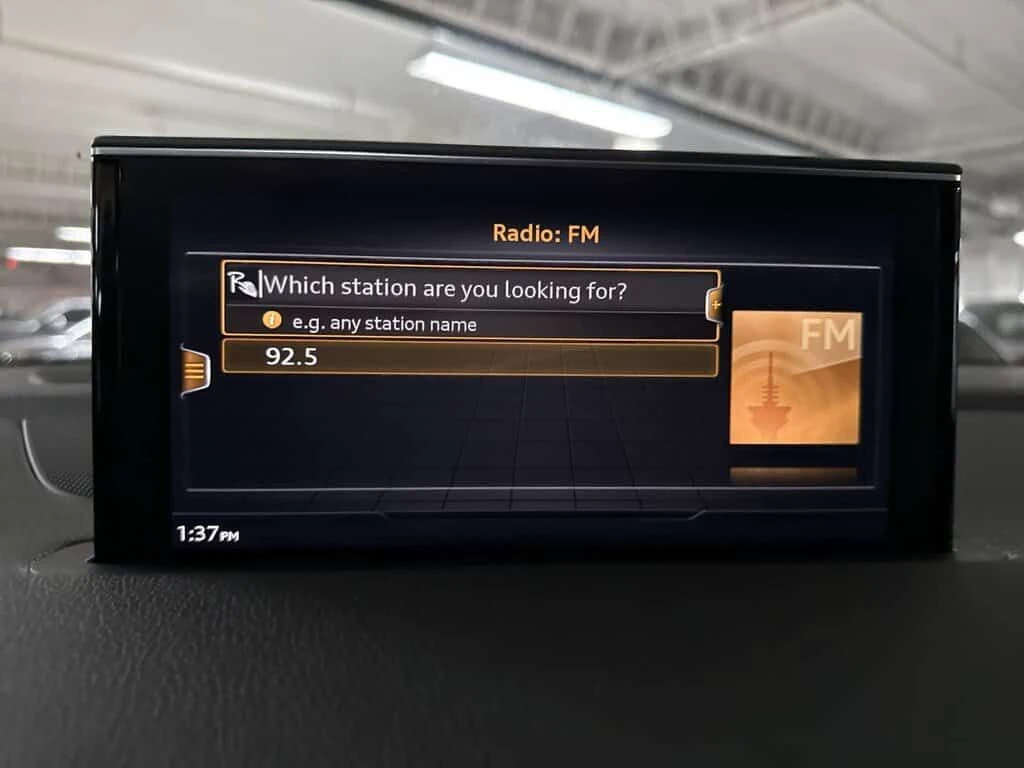 Radio: FM
Which station are you looking for?
e.g. any station name
92.5
FM
1:37PM